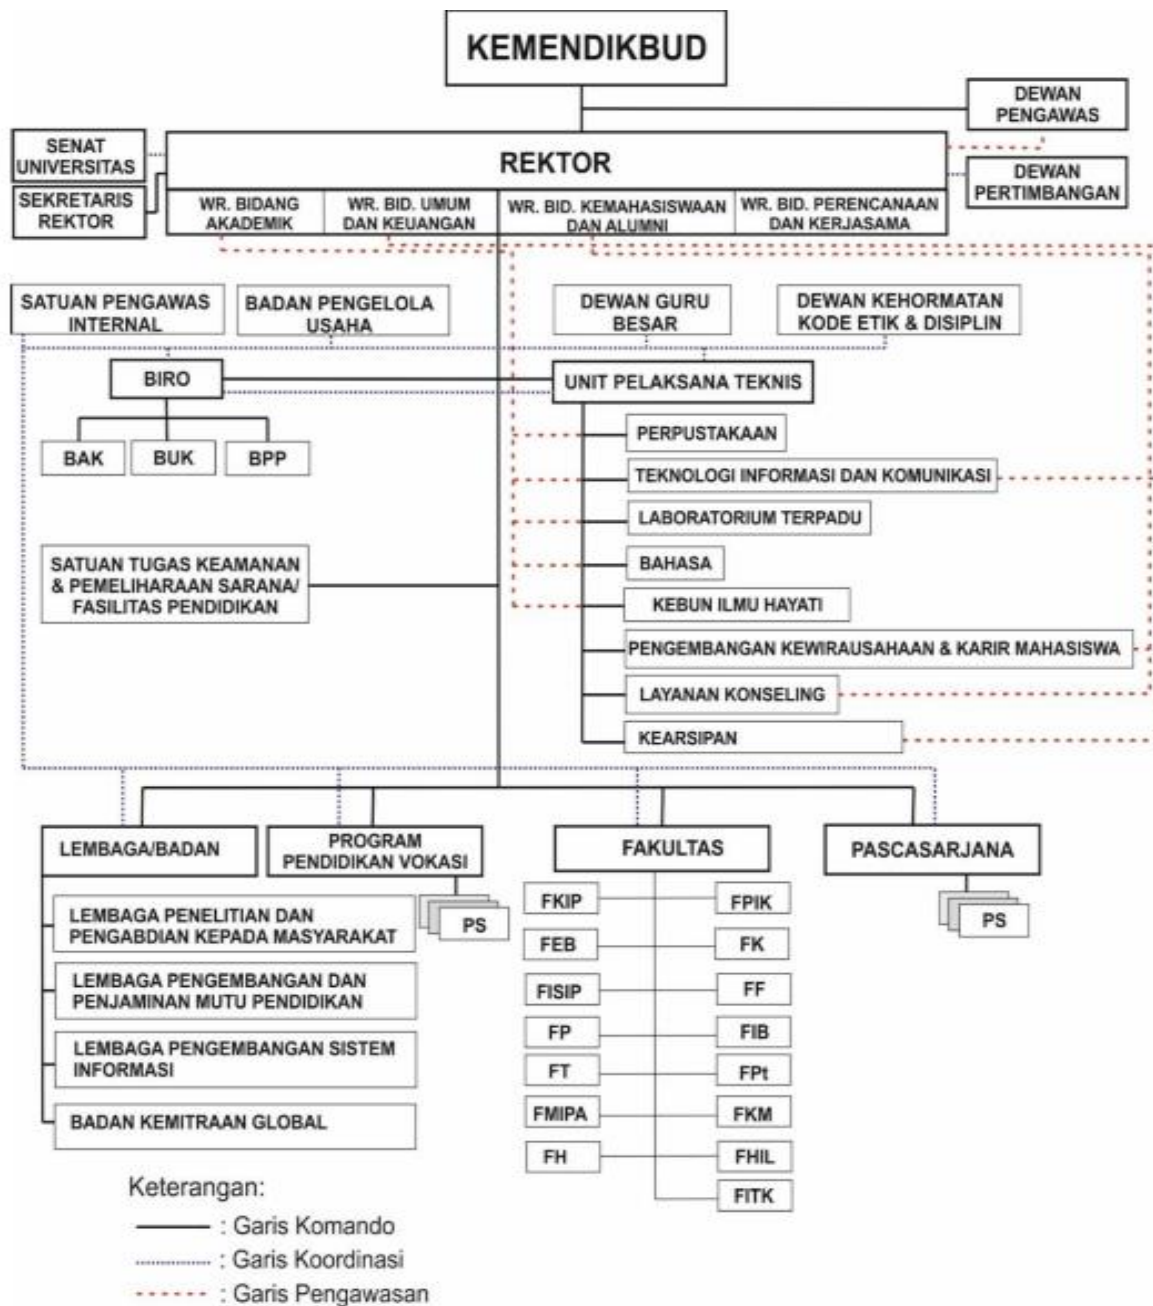 KEMENDIKBUD
DEWAN
PENGAWAS
SENAT
UNIVERSITAS
REKTOR
DEWAN
PERTIMBANGAN
SEKRETARIS
REKTOR
WR. BIDANG
AKADEMIK
WR. BID. UMUM
DAN KEUANGAN
WR. BID. KEMAHASISWAAN
DAN ALUMNI
WR. BID. PERENCANAAN
DAN KERJASAMA
SATUAN PENGAWAS
INTERNAL
BADAN PENGELOLA
USAHA
DEWAN GURU
BESAR
DEWAN KEHORMATAN
KODE ETIK & DISIPLIN
BIRO
UNIT PELAKSANA TEKNIS
BAK
BUK
BPP
PERPUSTAKAAN
TEKNOLOGI INFORMASI DAN KOMUNIKASI
LABORATORIUM TERPADU
BAHASA
KEBUN ILMU HAYATI
PENGEMBANGAN KEWIRAUSAHAAN & KARIR MAHASISWA
LAYANAN KONSELING
KEARSIPAN
SATUAN TUGAS KEAMANAN
& PEMELIHARAAN SARANA/
FASILITAS PENDIDIKAN
LEMBAGA/BADAN
PROGRAM
PENDIDIKAN VOKASI
FAKULTAS
PASCASARJANA
LEMBAGA PENELITIAN DAN
PENGABDIAN KEPADA MASYARAKAT
LEMBAGA PENGEMBANGAN DAN
PENJAMINAN MUTU PENDIDIKAN
LEMBAGA PENGEMBANGAN SISTEM
INFORMASI
BADAN KEMITRAAN GLOBAL
PS
FKIP
FPIK
FEB
FK
FISIP
FF
FP
FIB
FT
FPt
FMIPA
FKM
FH
FHIL
FITK
PS
Keterangan:
: Garis Komando
: Garis Koordinasi
: Garis Pengawasan